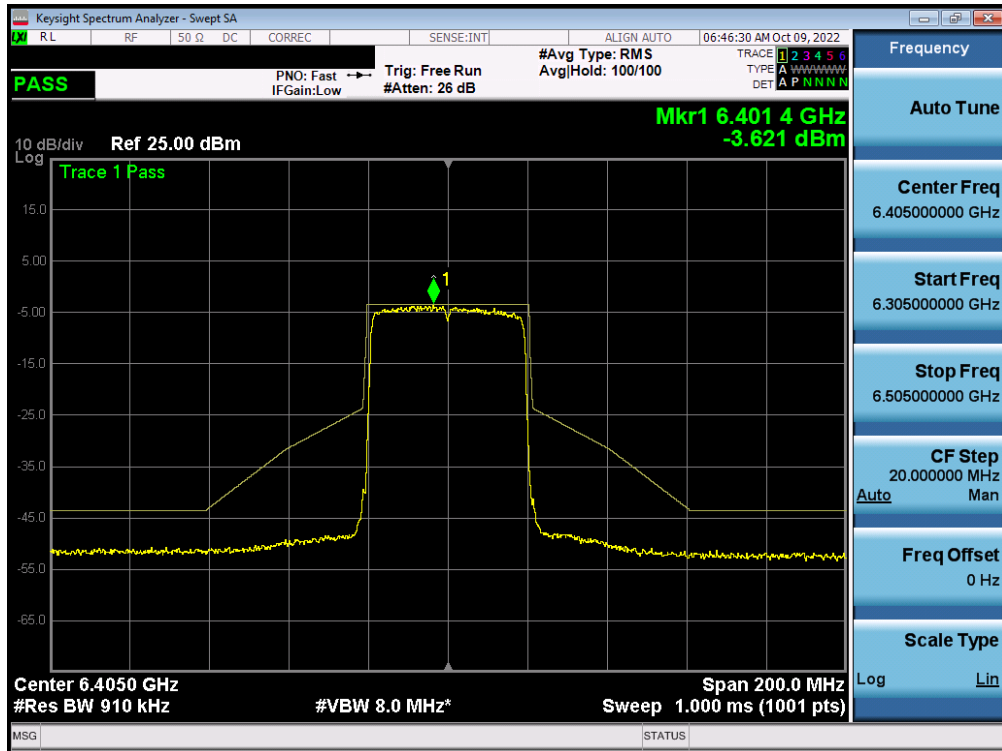 Keysight Spectrum Analyzer - Swept SA
LXI RL RF 50 Ω DC CORREC SENSE:INT ALIGN AUTO 06:46:30 AM Oct 09, 2022
PASS
PNO: Fast
IFGain:Low
Trig: Free Run
#Atten: 26 dB
#Avg Type: RMS
Avg|Hold: 100/100
TRACE 1 2 3 4 5 6
TYPE A WWWWW
DET A P N N N N
Mkr1 6.401 4 GHz
-3.621 dBm
10 dB/div Ref 25.00 dBm
Log
Trace 1 Pass
1
15.0
5.00
-5.00
-15.0
-25.0
-35.0
-45.0
-55.0
-65.0
Center 6.4050 GHz Span 200.0 MHz
#Res BW 910 kHz #VBW 8.0 MHz* Sweep 1.000 ms (1001 pts)
MSG STATUS
Frequency
Auto Tune
Center Freq
6.405000000 GHz
Start Freq
6.305000000 GHz
Stop Freq
6.505000000 GHz
CF Step
20.000000 MHz
Auto Man
Freq Offset
0 Hz
Scale Type
Log Lin